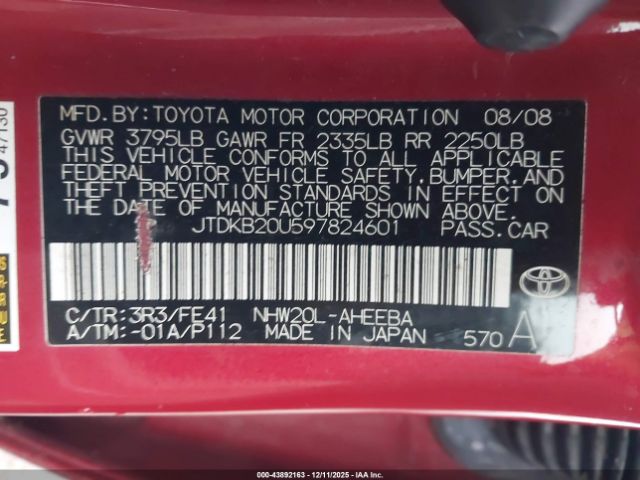 MFD.BY:TOYOTA MOTOR CORPORATION 08/08
GVWR 3795LB GAWR FR 2335LB RR 2250LB
THIS VEHICLE CONFORMS TO ALL APPLICABLE
FEDERAL MOTOR VEHICLE SAFETY.BUMPER.AND
THEFT PREVENTION STANDARDS IN EFFECT ON
THE DATE OF MANUFACTURE SHOWN ABOVE.
JTDKB20U597824601 PASS.CAR
C/TR:3R3/FE41 NHW20L-AHEEBA
A/TM:-01A/P112 MADE IN JAPAN 570 A
TOYOTA
47130
000-43892163 - 12/11/2025 - IAA Inc.